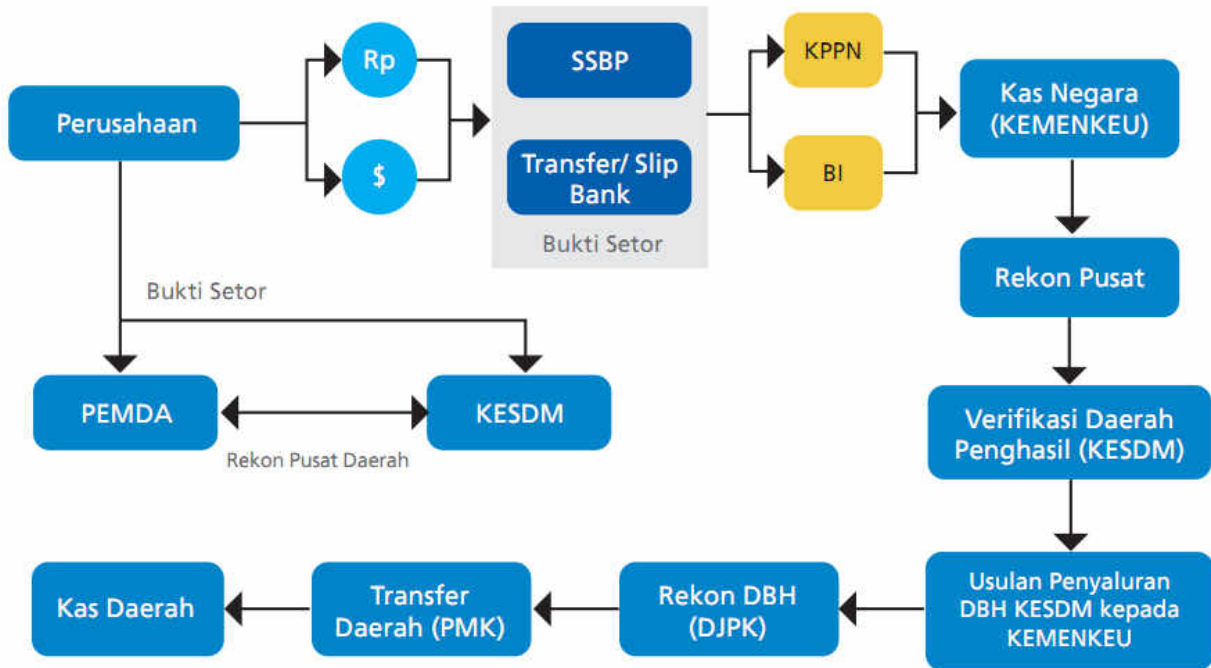 Perusahaan
Rp
$
SSBP
Transfer/ Slip
Bank
Bukti Setor
KPPN
BI
Kas Negara
(KEMENKEU)
Rekon Pusat
Bukti Setor
PEMDA
KESDM
Rekon Pusat Daerah
Verifikasi Daerah
Penghasil (KESDM)
Usulan Penyaluran
DBH KESDM kepada
KEMENKEU
Rekon DBH
(DJPK)
Transfer
Daerah (PMK)
Kas Daerah